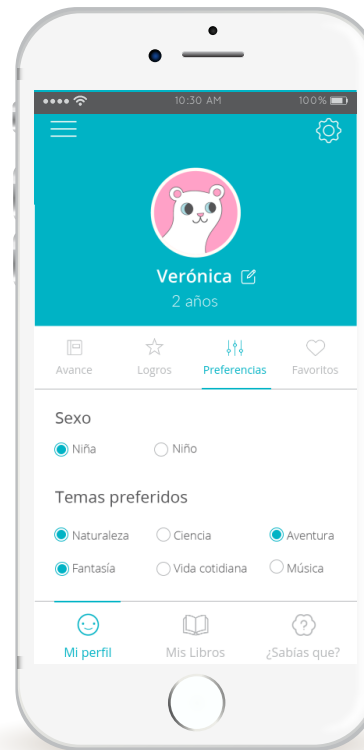 10:30 AM 100%
Verónica
2 años
Avance Logros Preferencias Favoritos
Sexo
Niña Niño
Temas preferidos
Naturaleza Ciencia Aventura
Fantasía Vida cotidiana Música
Mi perfil Mis Libros ¿Sabías que?